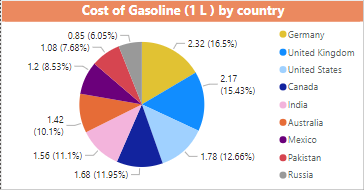 Cost of Gasoline (1 L ) by country
0.85 (6.05%)
1.08 (7.68%)
1.2 (8.53%)
1.42
(10.1%)
1.56 (11.1%)
1.68 (11.95%)
1.78 (12.66%)
2.17
(15.43%)
2.32 (16.5%)
Germany
United Kingdom
United States
Canada
India
Australia
Mexico
Pakistan
Russia